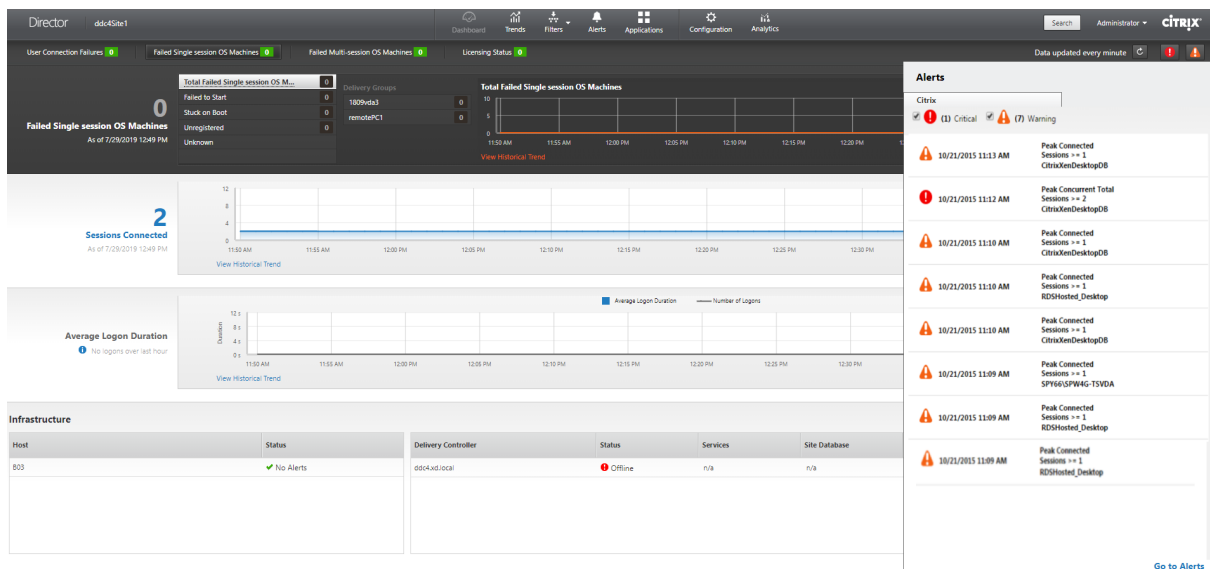 Director ddc4Site1 Dashboard Trends Filters Alerts Applications Configuration Analytics Search Administrator CİTRIX
User Connection Failures 0 Failed Single session OS Machines 0 Failed Multi-session OS Machines 0 Licensing Status 0 Data updated every minute
0
Failed Single session OS Machines
As of 7/29/2019 12:49 PM
Total Failed Single session OS M... 0
Failed to Start 0
Stuck on Boot 0
Unregistered 0
Unknown
Delivery Groups
1809vda3 0
remotePC1 0
Total Failed Single session OS Machines
10
5
0
11:50 AM 11:55 AM 12:00 PM 12:05 PM 12:10 PM 12:15 PM 12:20 PM
View Historical Trend
2
Sessions Connected
As of 7/29/2019 12:49 PM
12
8
4
0
11:50 AM 11:55 AM 12:00 PM 12:05 PM 12:10 PM 12:15 PM 12:20 PM 12:25 PM 12:30 PM
View Historical Trend
Average Logon Duration
No logons over last hour
Average Logon Duration Number of Logons
Duration
12 s
8 s
4 s
0 s
11:50 AM 11:55 AM 12:00 PM 12:05 PM 12:10 PM 12:15 PM 12:20 PM 12:25 PM 12:30 PM
View Historical Trend
Infrastructure
Host Status
803 No Alerts
Delivery Controller Status Services Site Database
ddc4.xd.local Offline n/a n/a
Alerts
Citrix
(1) Critical (7) Warning
10/21/2015 11:13 AM
Peak Connected
Sessions >= 1
CitrixXenDesktopDB
10/21/2015 11:12 AM
Peak Concurrent Total
Sessions >= 2
CitrixXenDesktopDB
10/21/2015 11:10 AM
Peak Connected
Sessions >= 1
CitrixXenDesktopDB
10/21/2015 11:10 AM
Peak Connected
Sessions >= 1
RDSHosted_Desktop
10/21/2015 11:10 AM
Peak Connected
Sessions >= 1
CitrixXenDesktopDB
10/21/2015 11:09 AM
Peak Connected
Sessions >= 1
SPY66\SPW4G-TSVDA
10/21/2015 11:09 AM
Peak Connected
Sessions >= 1
RDSHosted_Desktop
10/21/2015 11:09 AM
Peak Connected
Sessions >= 1
RDSHosted_Desktop
Go to Alerts